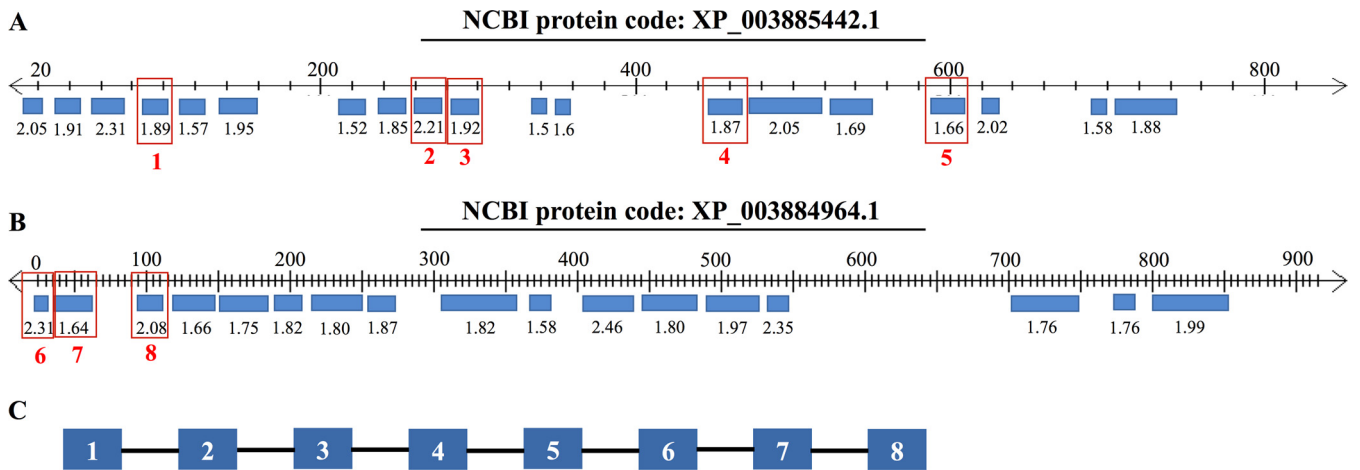 A
NCBI protein code: XP_003885442.1
20 200 400 600 800
2.05 1.91 2.31 1.89 1.57 1.95 1.52 1.85 2.21 1.92 1.5 1.6 1.87 2.05 1.69 1.66 2.02 1.58 1.88
1 2 3 4 5
B
NCBI protein code: XP_003884964.1
0 100 200 300 400 500 600 700 800 900
2.31 1.64 2.08 1.66 1.75 1.82 1.80 1.87 1.82 1.58 2.46 1.80 1.97 2.35 1.76 1.76 1.99
6 7 8
C
1 2 3 4 5 6 7 8